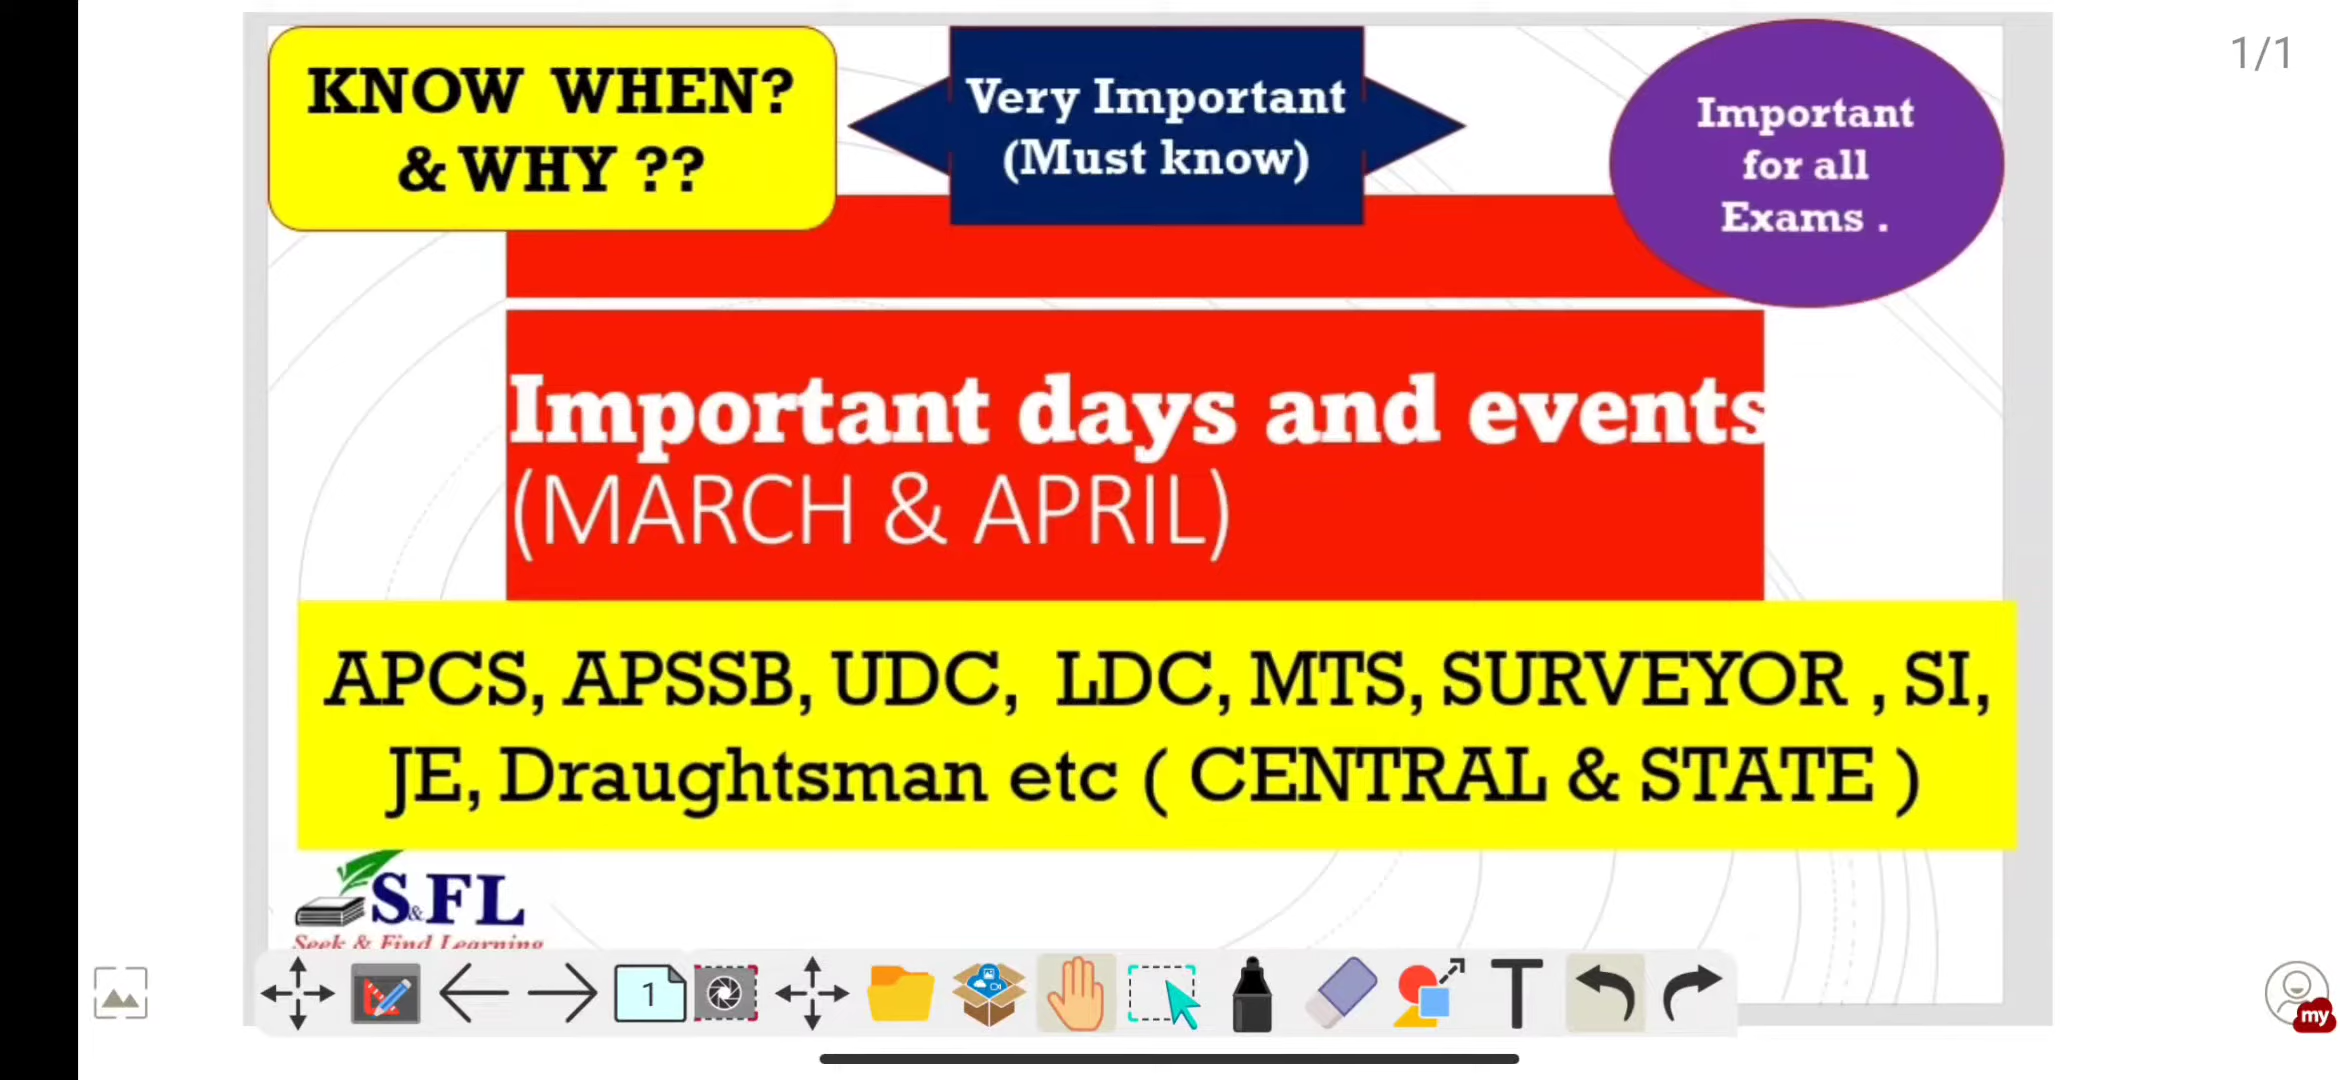 KNOW WHEN?
& WHY ??
Very Important
(Must know)
Important
for all
Exams .
1/1
Important days and events
(MARCH & APRIL)
APCS, APSSB, UDC, LDC, MTS, SURVEYOR , SI,
JE, Draughtsman etc ( CENTRAL & STATE )
S&FL
Seek & Find Learning
1
T
my